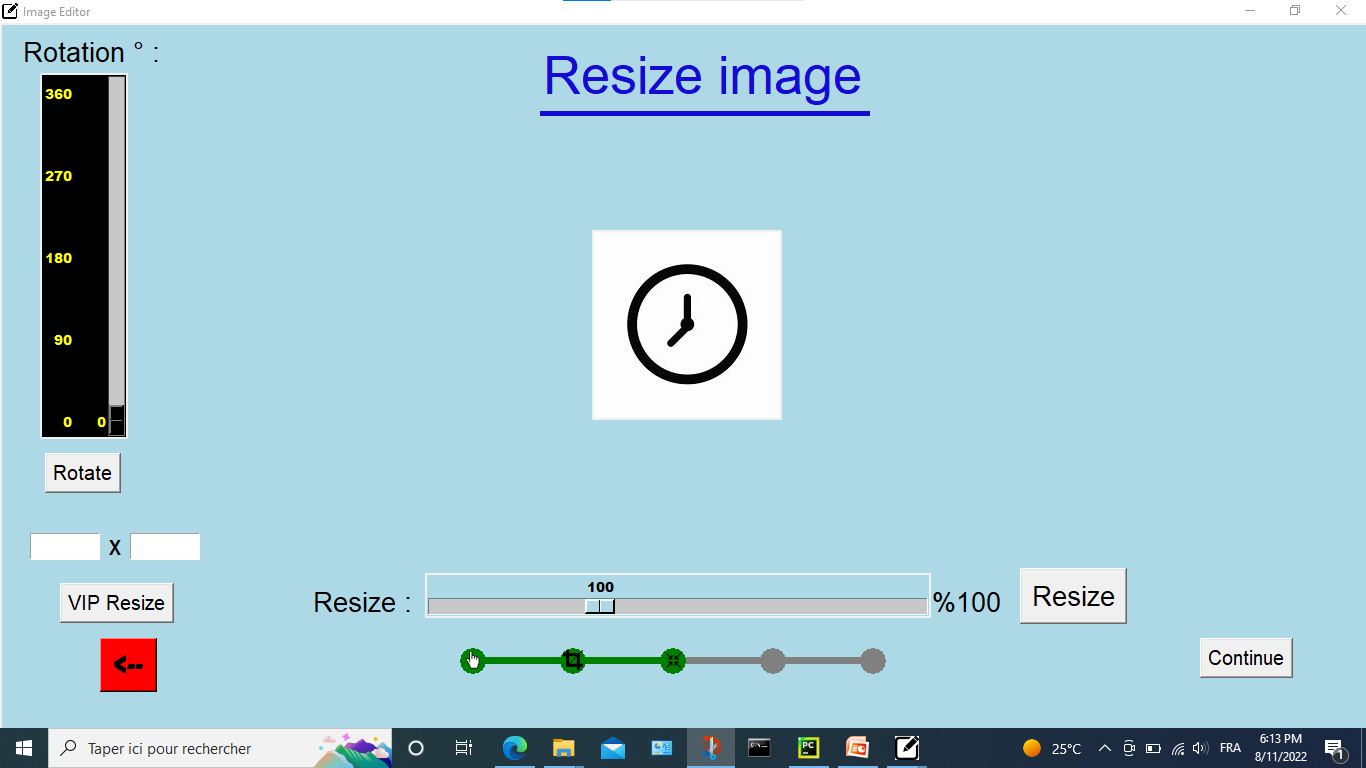 Image Editor
Rotation ° :
Resize image
360
270
180
90
0 0
Rotate
x
VIP Resize
<--
Resize :
100
%100
Resize
Continue
Taper ici pour rechercher
PC
25°C
FRA
6:13 PM
8/11/2022
1